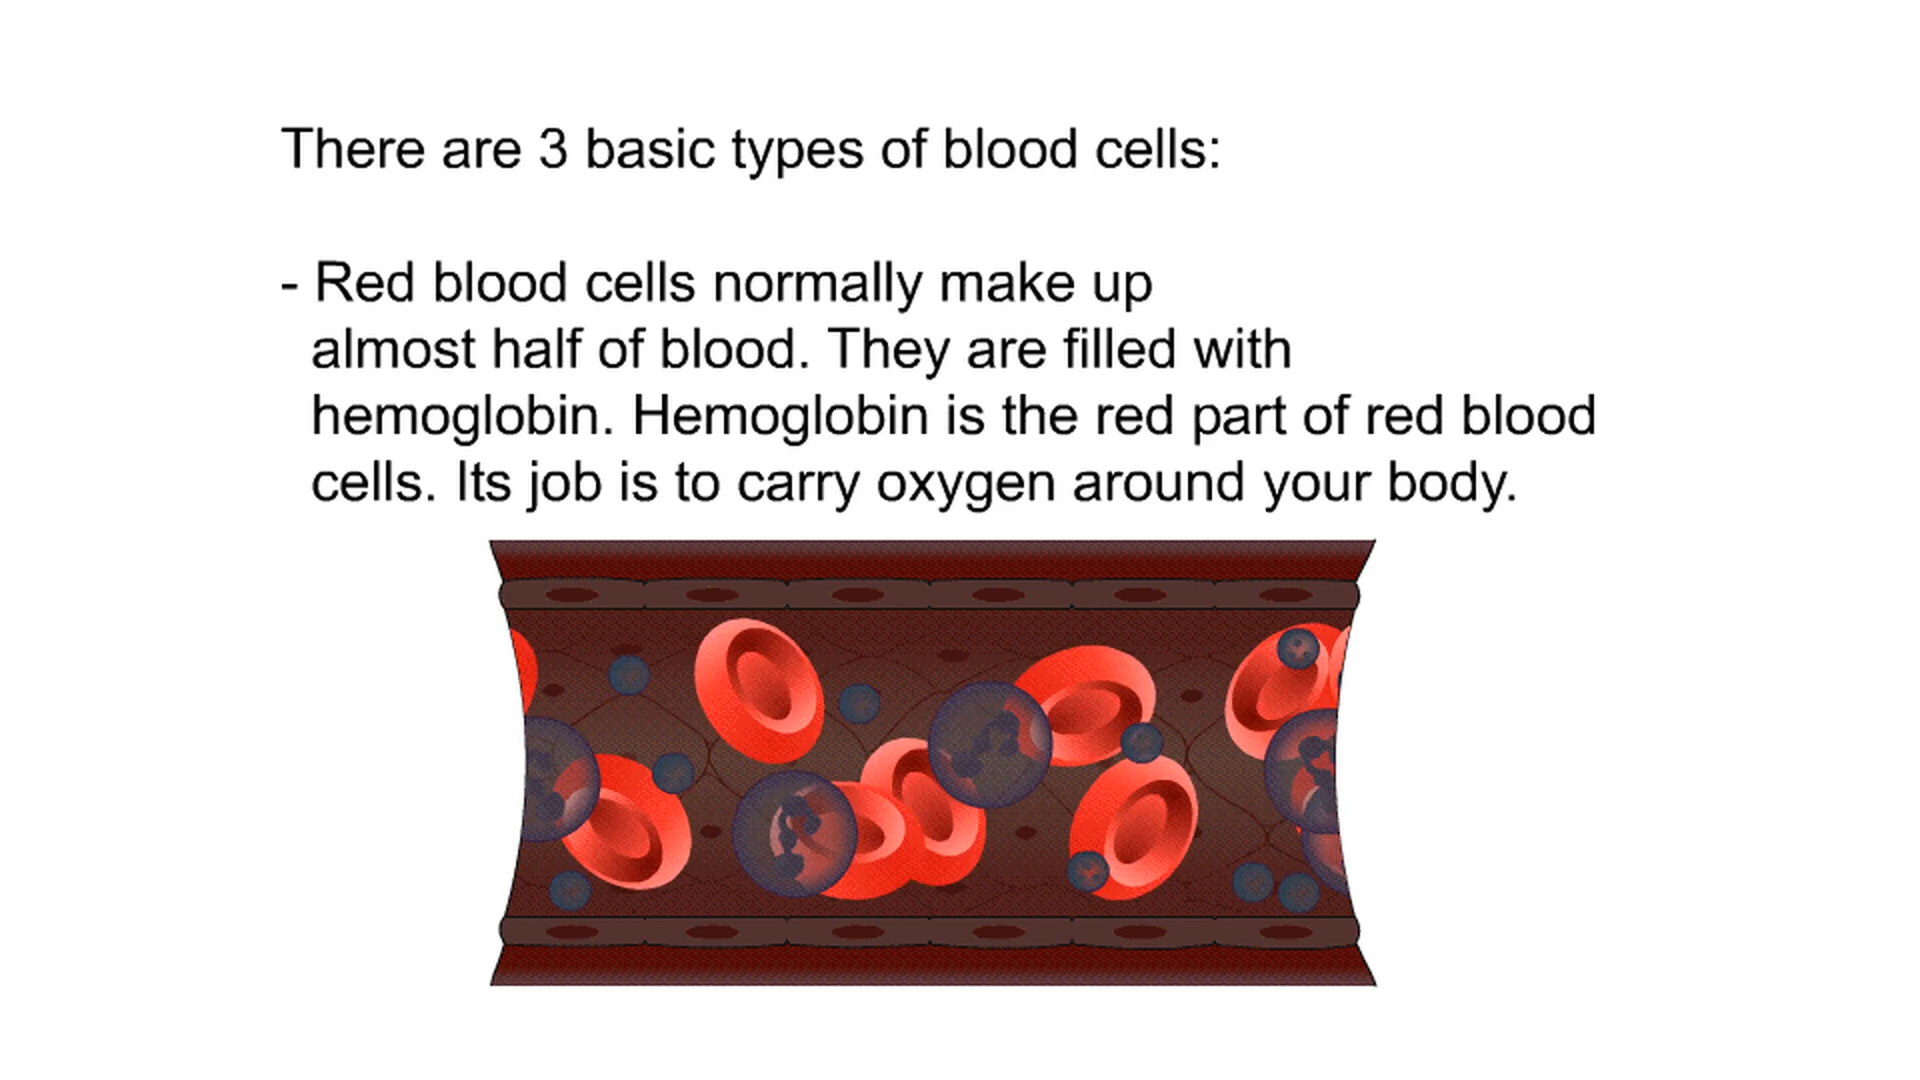 There are 3 basic types of blood cells:
- Red blood cells normally make up
almost half of blood. They are filled with
hemoglobin. Hemoglobin is the red part of red blood
cells. Its job is to carry oxygen around your body.